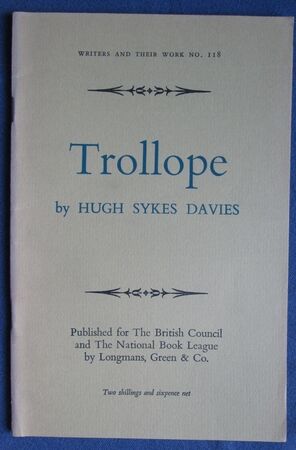 WRITERS AND THEIR WORK NO. 118
Trollope
by HUGH SYKES DAVIES
Published for The British Council
and The National Book League
by Longmans, Green & Co.
Two shillings and sixpence net